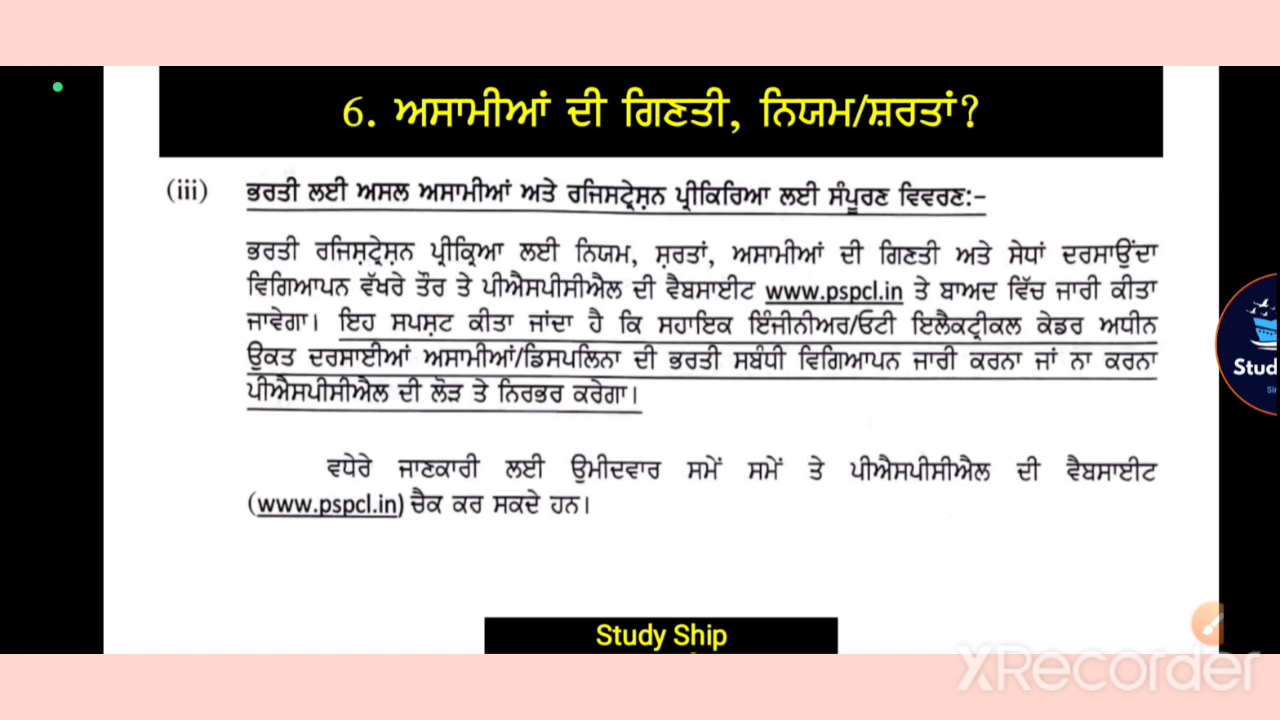 6. ਅਸਾਮੀਆਂ ਦੀ ਗਿਣਤੀ, ਨਿਯਮ/ਸ਼ਰਤਾਂ?
(iii) ਭਰਤੀ ਲਈ ਅਸਲ ਅਸਾਮੀਆਂ ਅਤੇ ਰਜਿਸਟ੍ਰੇਸ਼ਨ ਪ੍ਰੀਕਿਰਿਆ ਲਈ ਸੰਪੂਰਣ ਵਿਵਰਣ:-
ਭਰਤੀ ਰਜਿਸ਼ਟ੍ਰੇਸ਼ਨ ਪ੍ਰੀਕ੍ਰਿਆ ਲਈ ਨਿਯਮ, ਸ਼ਰਤਾਂ, ਅਸਾਮੀਆਂ ਦੀ ਗਿਣਤੀ ਅਤੇ ਸੇਧਾਂ ਦਰਸਾਉਂਦਾ
ਵਿਗਿਆਪਨ ਵੱਖਰੇ ਤੌਰ ਤੇ ਪੀਐਸਪੀਸੀਐਲ ਦੀ ਵੈਬਸਾਈਟ www.pspcl.in ਤੇ ਬਾਅਦ ਵਿੱਚ ਜਾਰੀ ਕੀਤਾ
ਜਾਵੇਗਾ। ਇਹ ਸਪਸ਼ਟ ਕੀਤਾ ਜਾਂਦਾ ਹੈ ਕਿ ਸਹਾਇਕ ਇੰਜੀਨੀਅਰ/ਓਟੀ ਇਲੈਕਟ੍ਰੀਕਲ ਕੇਡਰ ਅਧੀਨ
ਉਕਤ ਦਰਸਾਈਆਂ ਅਸਾਮੀਆਂ/ਡਿਸਪਲਿਨਾ ਦੀ ਭਰਤੀ ਸਬੰਧੀ ਵਿਗਿਆਪਨ ਜਾਰੀ ਕਰਨਾ ਜਾਂ ਨਾ ਕਰਨਾ
ਪੀਐਸਪੀਸੀਐਲ ਦੀ ਲੋੜ ਤੇ ਨਿਰਭਰ ਕਰੇਗਾ।
ਵਧੇਰੇ ਜਾਣਕਾਰੀ ਲਈ ਉਮੀਦਵਾਰ ਸਮੇਂ ਸਮੇਂ ਤੇ ਪੀਐਸਪੀਸੀਐਲ ਦੀ ਵੈਬਸਾਈਟ
(www.pspcl.in) ਚੈਕ ਕਰ ਸਕਦੇ ਹਨ।
Study Ship
XRecorder